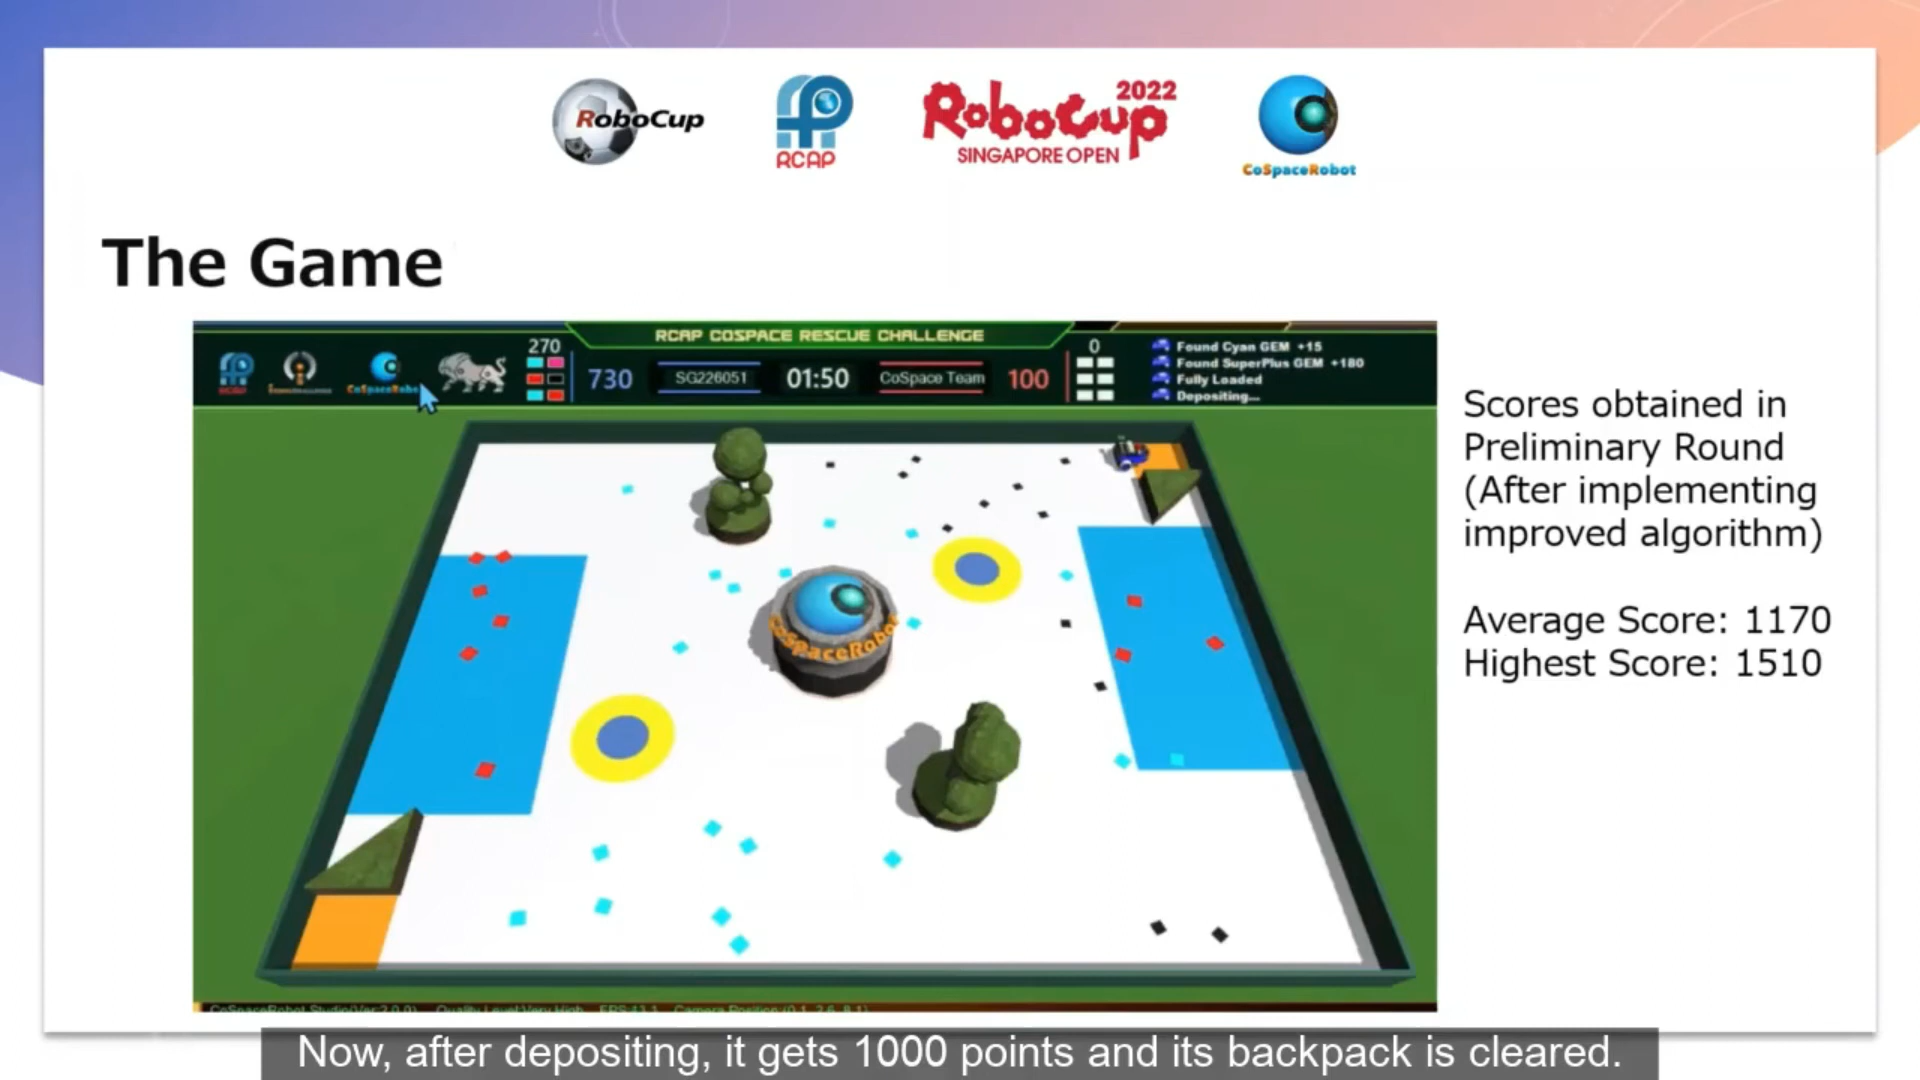 RoboCup
RCAP
RoboCup 2022
SINGAPORE OPEN
CoSpaceRobot
The Game
RCAP COSPACE RESCUE CHALLENGE
270
730
SG226051
01:50
CoSpace Team
100
0
Found Cyan GEM +15
Found SuperPlus GEM +180
Fully Loaded
Depositing...
CoSpaceRobot
CoSpaceRobot
Scores obtained in
Preliminary Round
(After implementing
improved algorithm)
Average Score: 1170
Highest Score: 1510
Now, after depositing, it gets 1000 points and its backpack is cleared.